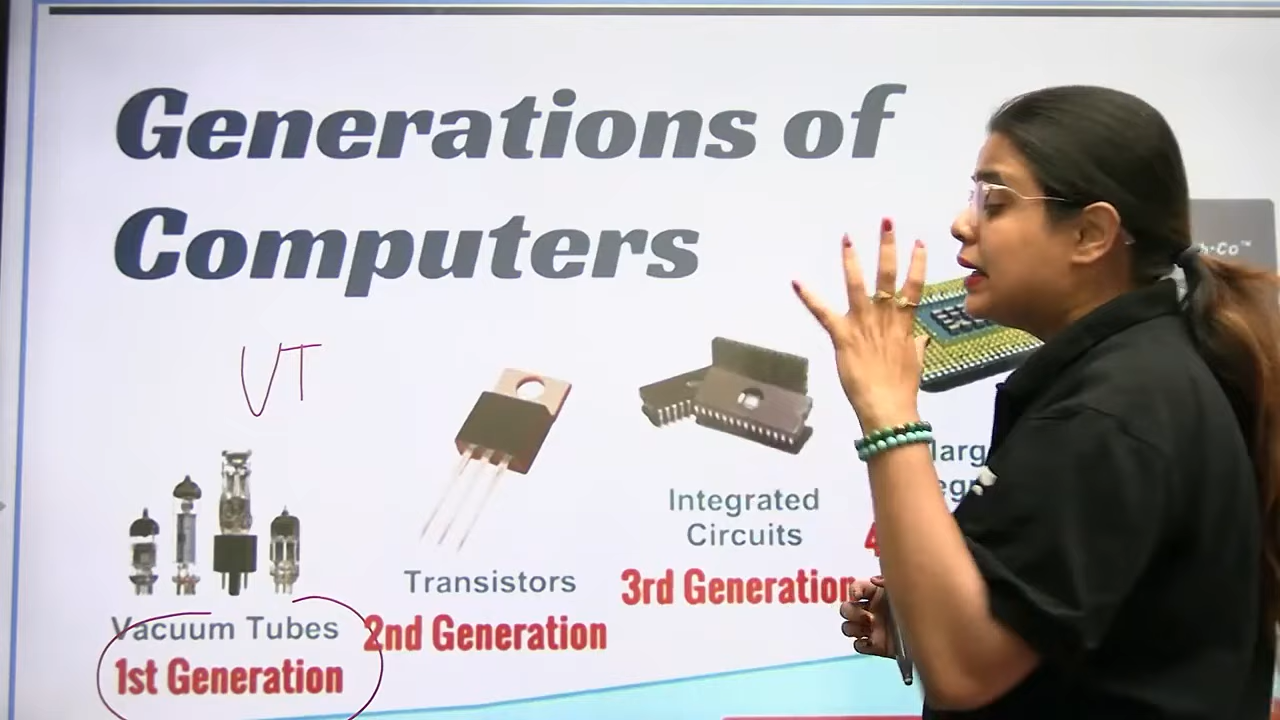 Generations of
Computers
VT
Integrated
Circuits
3rd Generation
Transistors
2nd Generation
Vacuum Tubes
1st Generation